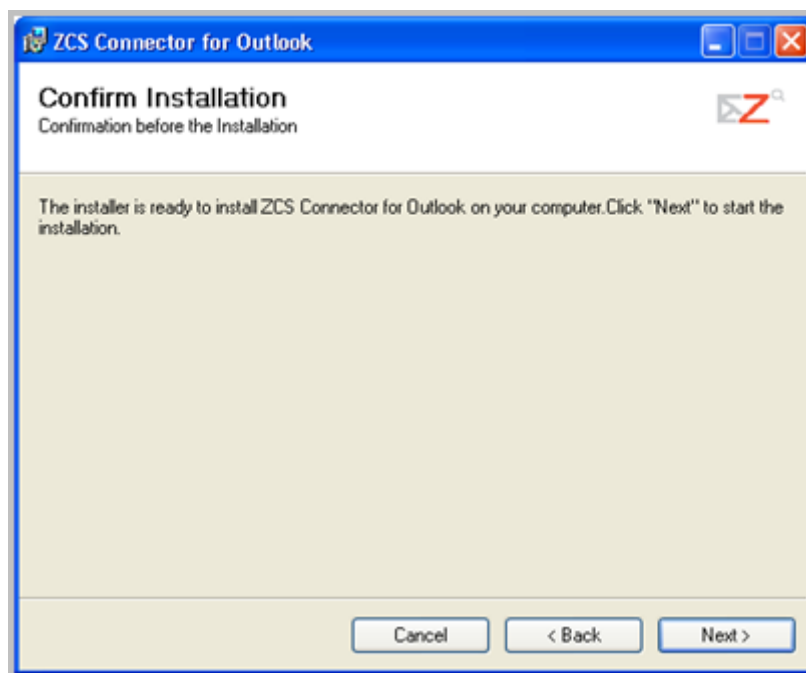 ZCS Connector for Outlook
Confirm Installation
Confirmation before the Installation
Z
The installer is ready to install ZCS Connector for Outlook on your computer.Click "Next" to start the
installation.
Cancel
< Back
Next >